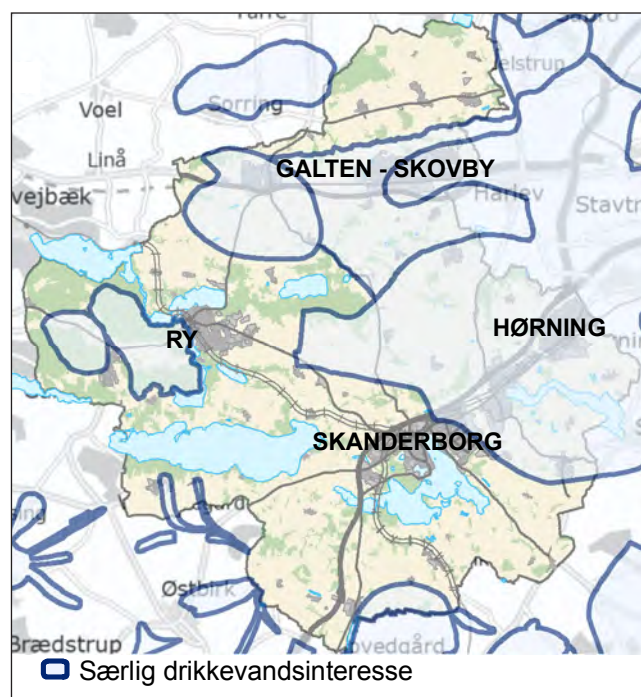 Voel
Sorring
Linå
GALTEN - SKOVBY
Harlev
Stavtr
vejbæk
HØRNING
RY
SKANDERBORG
Østbirk
Brædstrup
Særlig drikkevandsinteresse